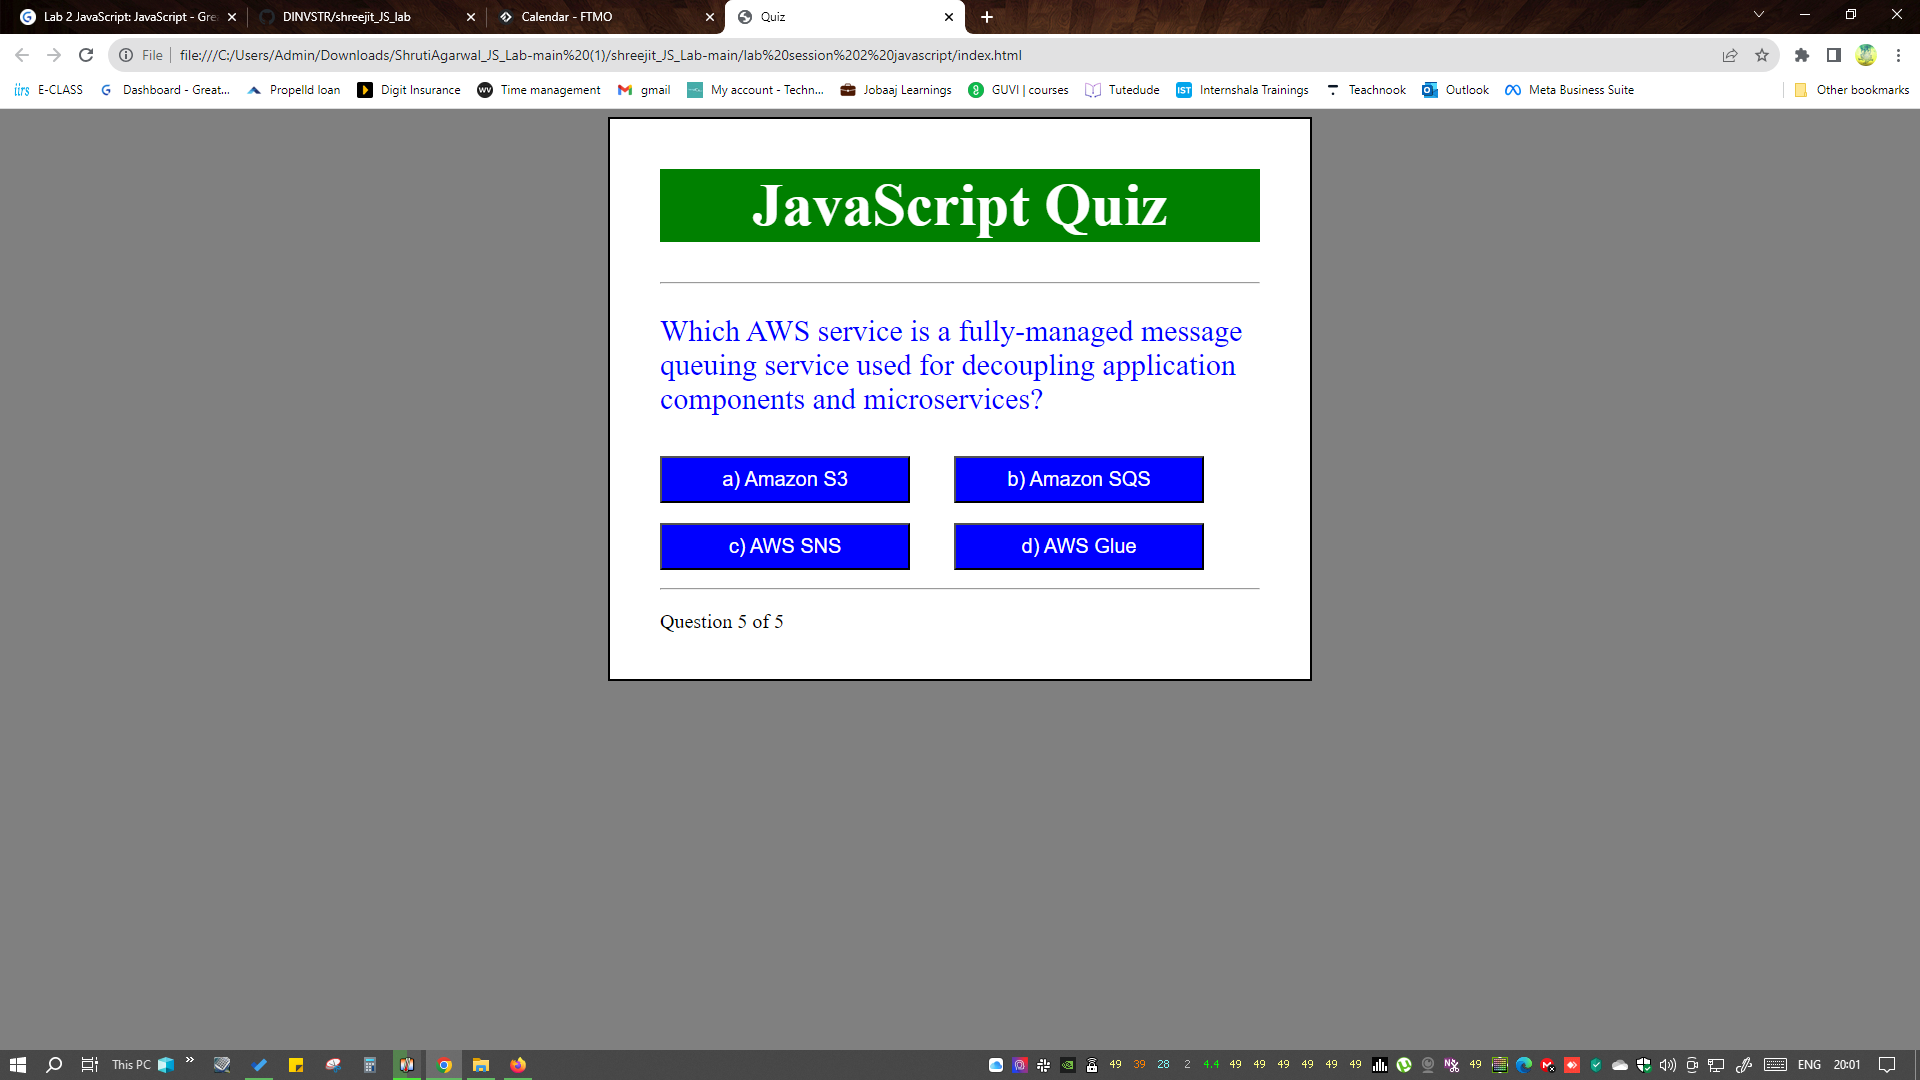 Lab 2 JavaScript: JavaScript - Gre
DINVSTR/shreejit_JS_lab
Calendar - FTMO
Quiz
File
file:///C:/Users/Admin/Downloads/ShrutiAgarwal_JS_Lab-main%20(1)/shreejit_JS_Lab-main/lab%20session%202%20javascript/index.html
iirs E-CLASS
Dashboard - Great...
Propelld loan
Digit Insurance
WV Time management
gmail
My account - Techn...
Jobaaj Learnings
GUVI | courses
Tutedude
IST Internshala Trainings
Teachnook
Outlook
Meta Business Suite
Other bookmarks
JavaScript Quiz
Which AWS service is a fully-managed message
queuing service used for decoupling application
components and microservices?
a) Amazon S3
b) Amazon SQS
c) AWS SNS
d) AWS Glue
Question 5 of 5
This PC
49 39 28 2 4.4 49 49 49 49 49 49
49
ENG
20:01